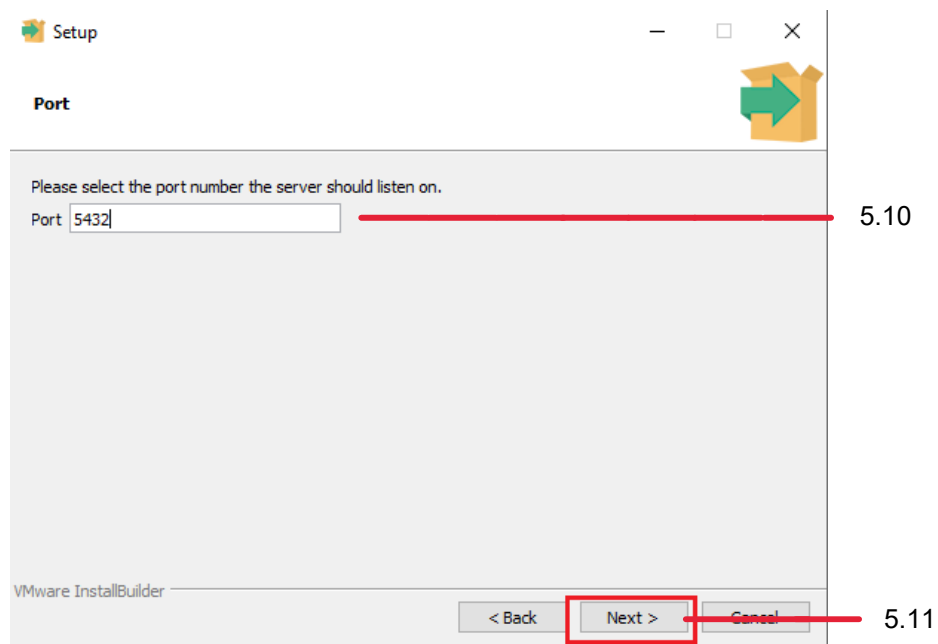 Setup
Port
Please select the port number the server should listen on.
Port 5432
5.10
VMware InstallBuilder
< Back Next > Cancel
5.11